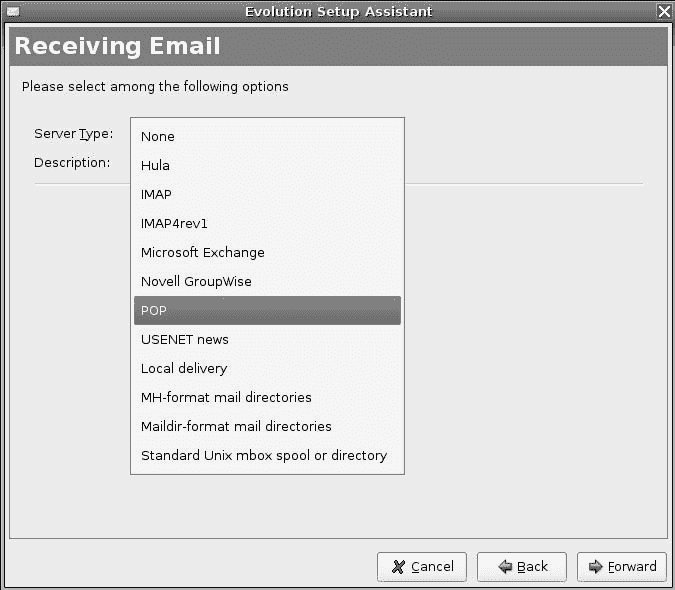 Evolution Setup Assistant
Receiving Email
Please select among the following options
Server Type:
Description:
None
Hula
IMAP
IMAP4rev1
Microsoft Exchange
Novell GroupWise
POP
USENET news
Local delivery
MH-format mail directories
Maildir-format mail directories
Standard Unix mbox spool or directory
Cancel Back Forward